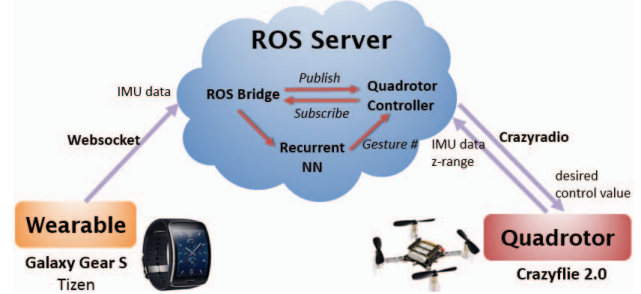 ROS Server
IMU data
ROS Bridge
Publish
Subscribe
Quadrotor
Controller
Websocket
Recurrent
NN
Gesture #
IMU data
z-range
Crazyradio
desired
control value
Wearable
Galaxy Gear S
Tizen
Quadrotor
Crazyflie 2.0